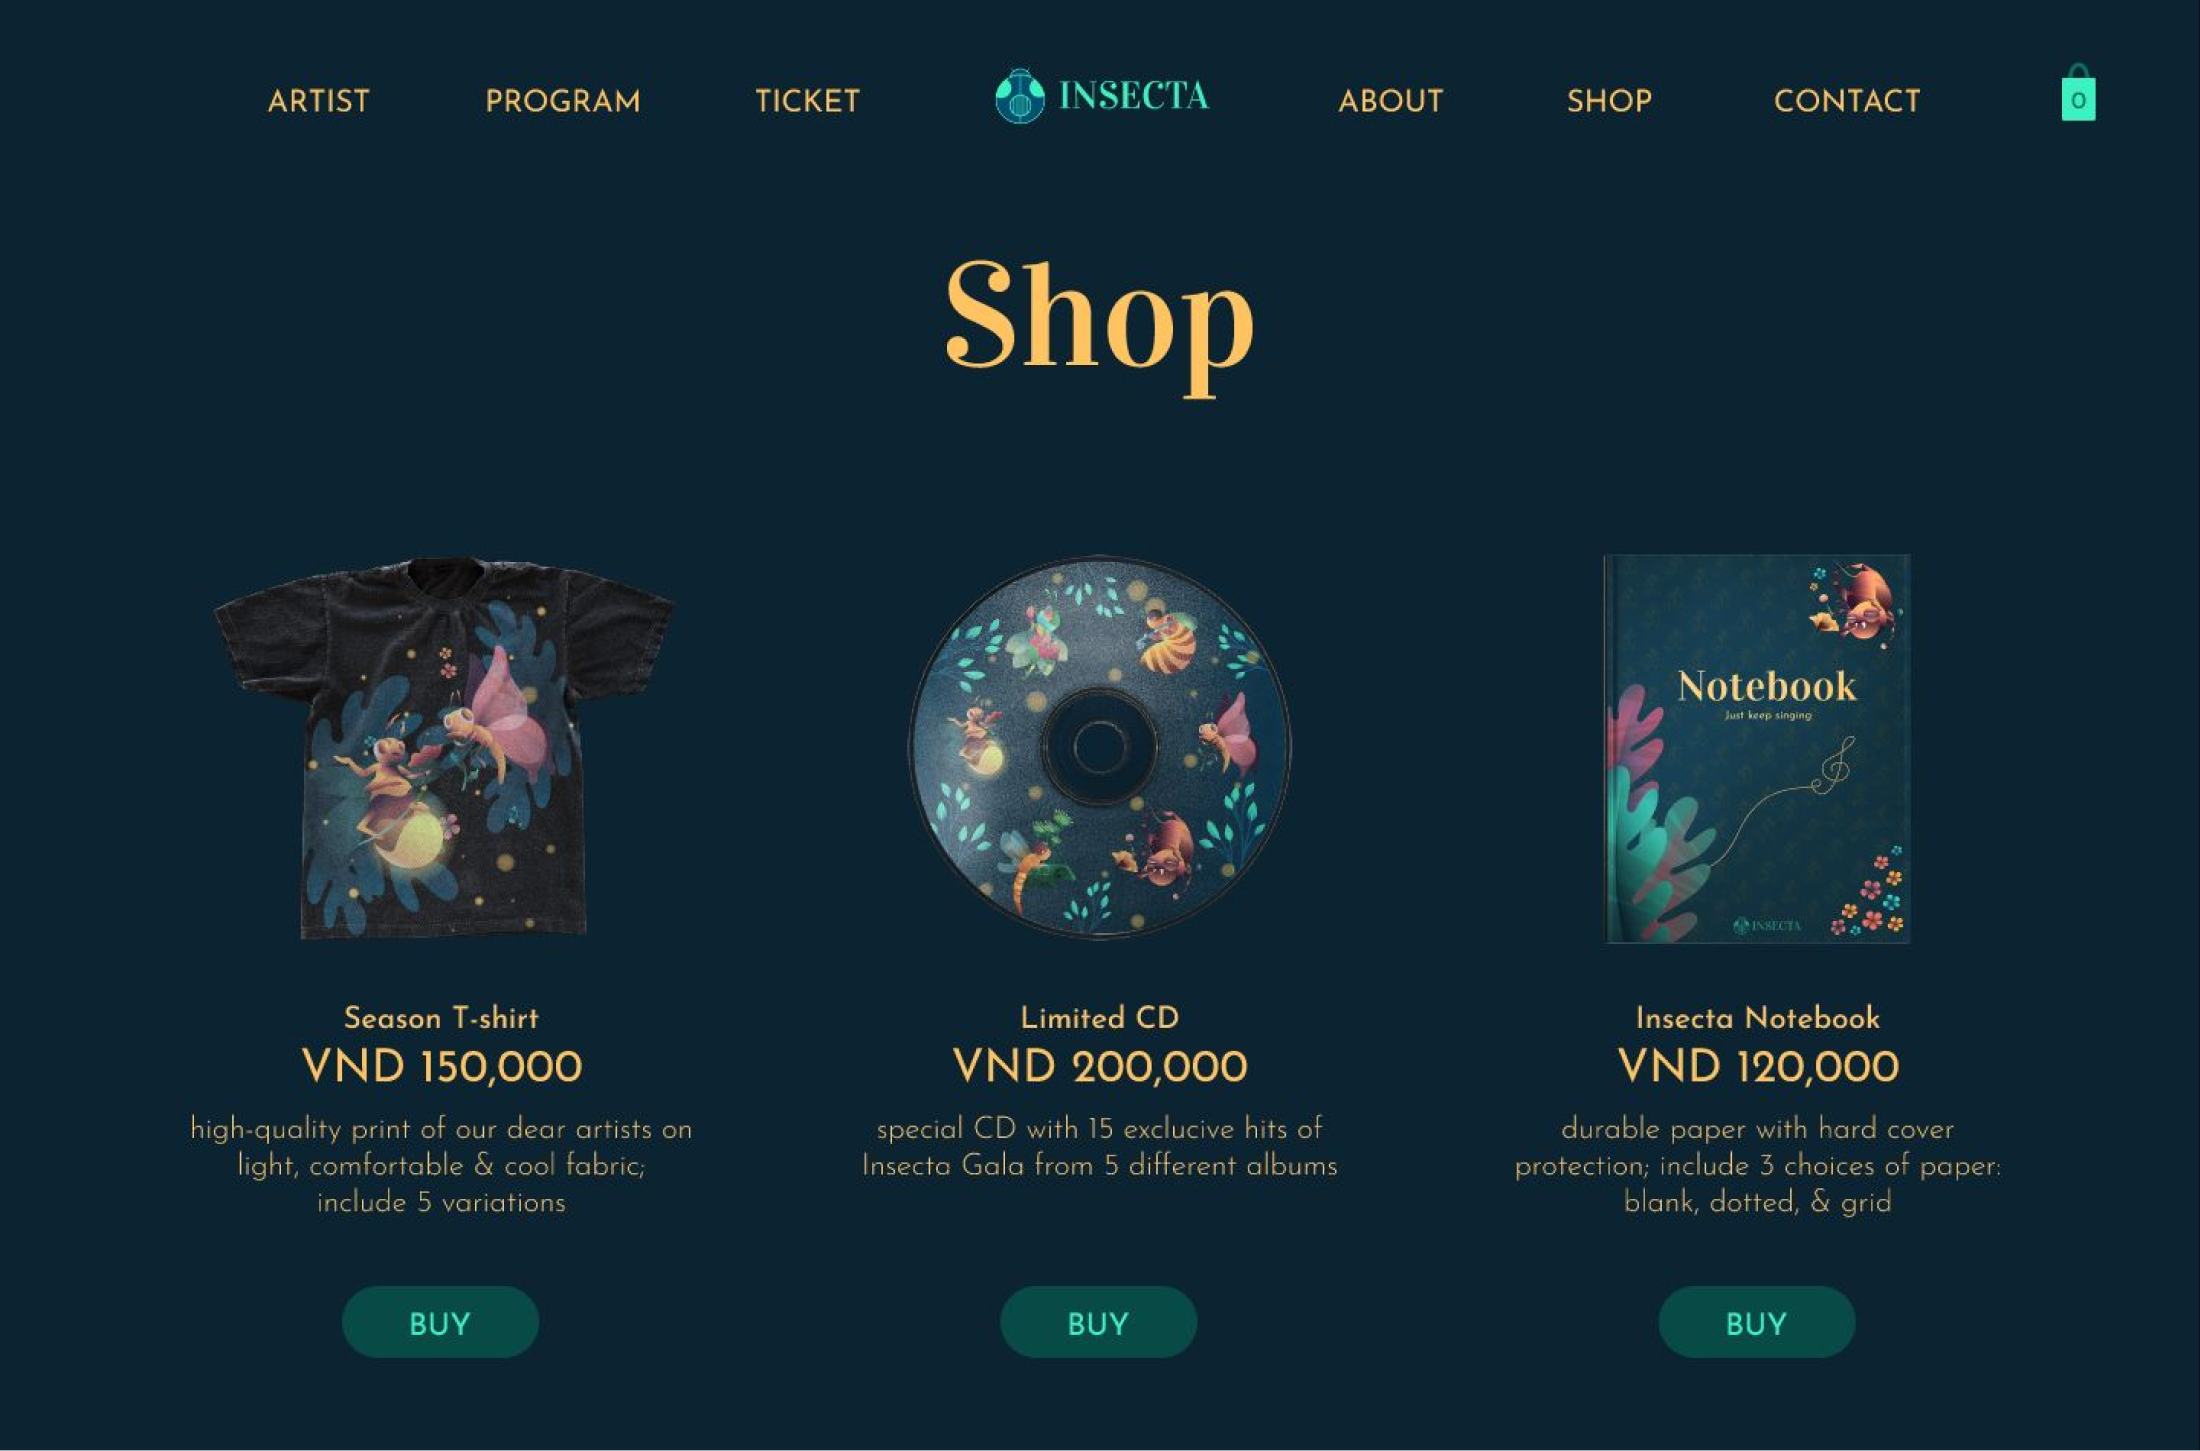 ARTIST PROGRAM TICKET INSECTA ABOUT SHOP CONTACT 0
Shop
Notebook
Just keep singing
INSECTA
Season T-shirt
VND 150,000
high-quality print of our dear artists on
light, comfortable & cool fabric;
include 5 variations
BUY
Limited CD
VND 200,000
special CD with 15 exclucive hits of
Insecta Gala from 5 different albums
BUY
Insecta Notebook
VND 120,000
durable paper with hard cover
protection; include 3 choices of paper:
blank, dotted, & grid
BUY